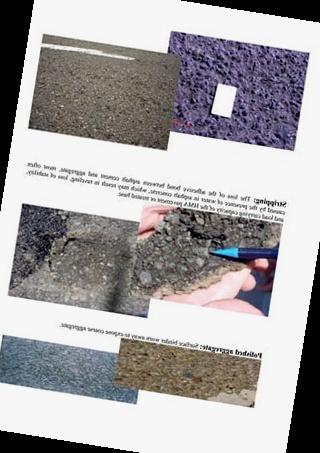 Stripping: The loss of the adhesive bond between asphalt cement and aggregate, most often
caused by the presence of water in asphalt concrete, which may result in raveling, loss of stability,
and load carrying capacity of the HMA pavement or treated base.
Polished aggregate: Surface binder worn away to expose coarse aggregate.